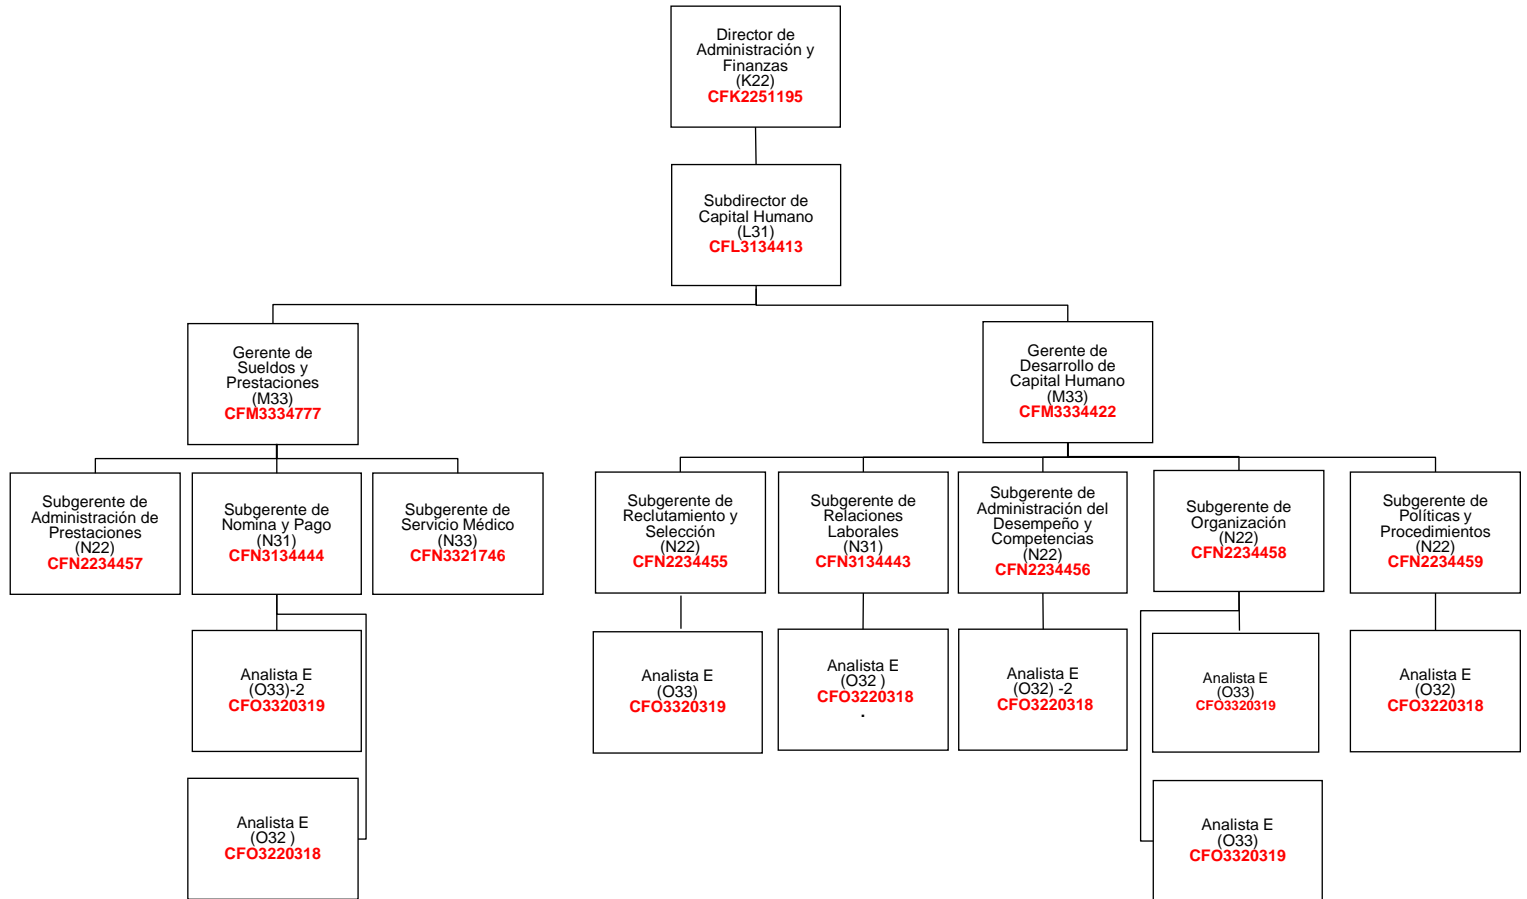 Director de
Administración y
Finanzas
(K22)
CFK2251195
Subdirector de
Capital Humano
(L31)
CFL3134413
Gerente de
Sueldos y
Prestaciones
(M33)
CFM3334777
Gerente de
Desarrollo de
Capital Humano
(M33)
CFM3334422
Subgerente de
Administración de
Prestaciones
(N22)
CFN2234457
Subgerente de
Nomina y Pago
(N31)
CFN3134444
Subgerente de
Servicio Médico
(N33)
CFN3321746
Subgerente de
Reclutamiento y
Selección
(N22)
CFN2234455
Subgerente de
Relaciones
Laborales
(N31)
CFN3134443
Subgerente de
Administración del
Desempeño y
Competencias
(N22)
CFN2234456
Subgerente de
Organización
(N22)
CFN2234458
Subgerente de
Políticas y
Procedimientos
(N22)
CFN2234459
Analista E
(O33)-2
CFO3320319
Analista E
(O33)
CFO3320319
Analista E
(O32 )
CFO3220318
.
Analista E
(O32) -2
CFO3220318
Analista E
(O33)
CFO3320319
Analista E
(O32)
CFO3220318
Analista E
(O32 )
CFO3220318
Analista E
(O33)
CFO3320319